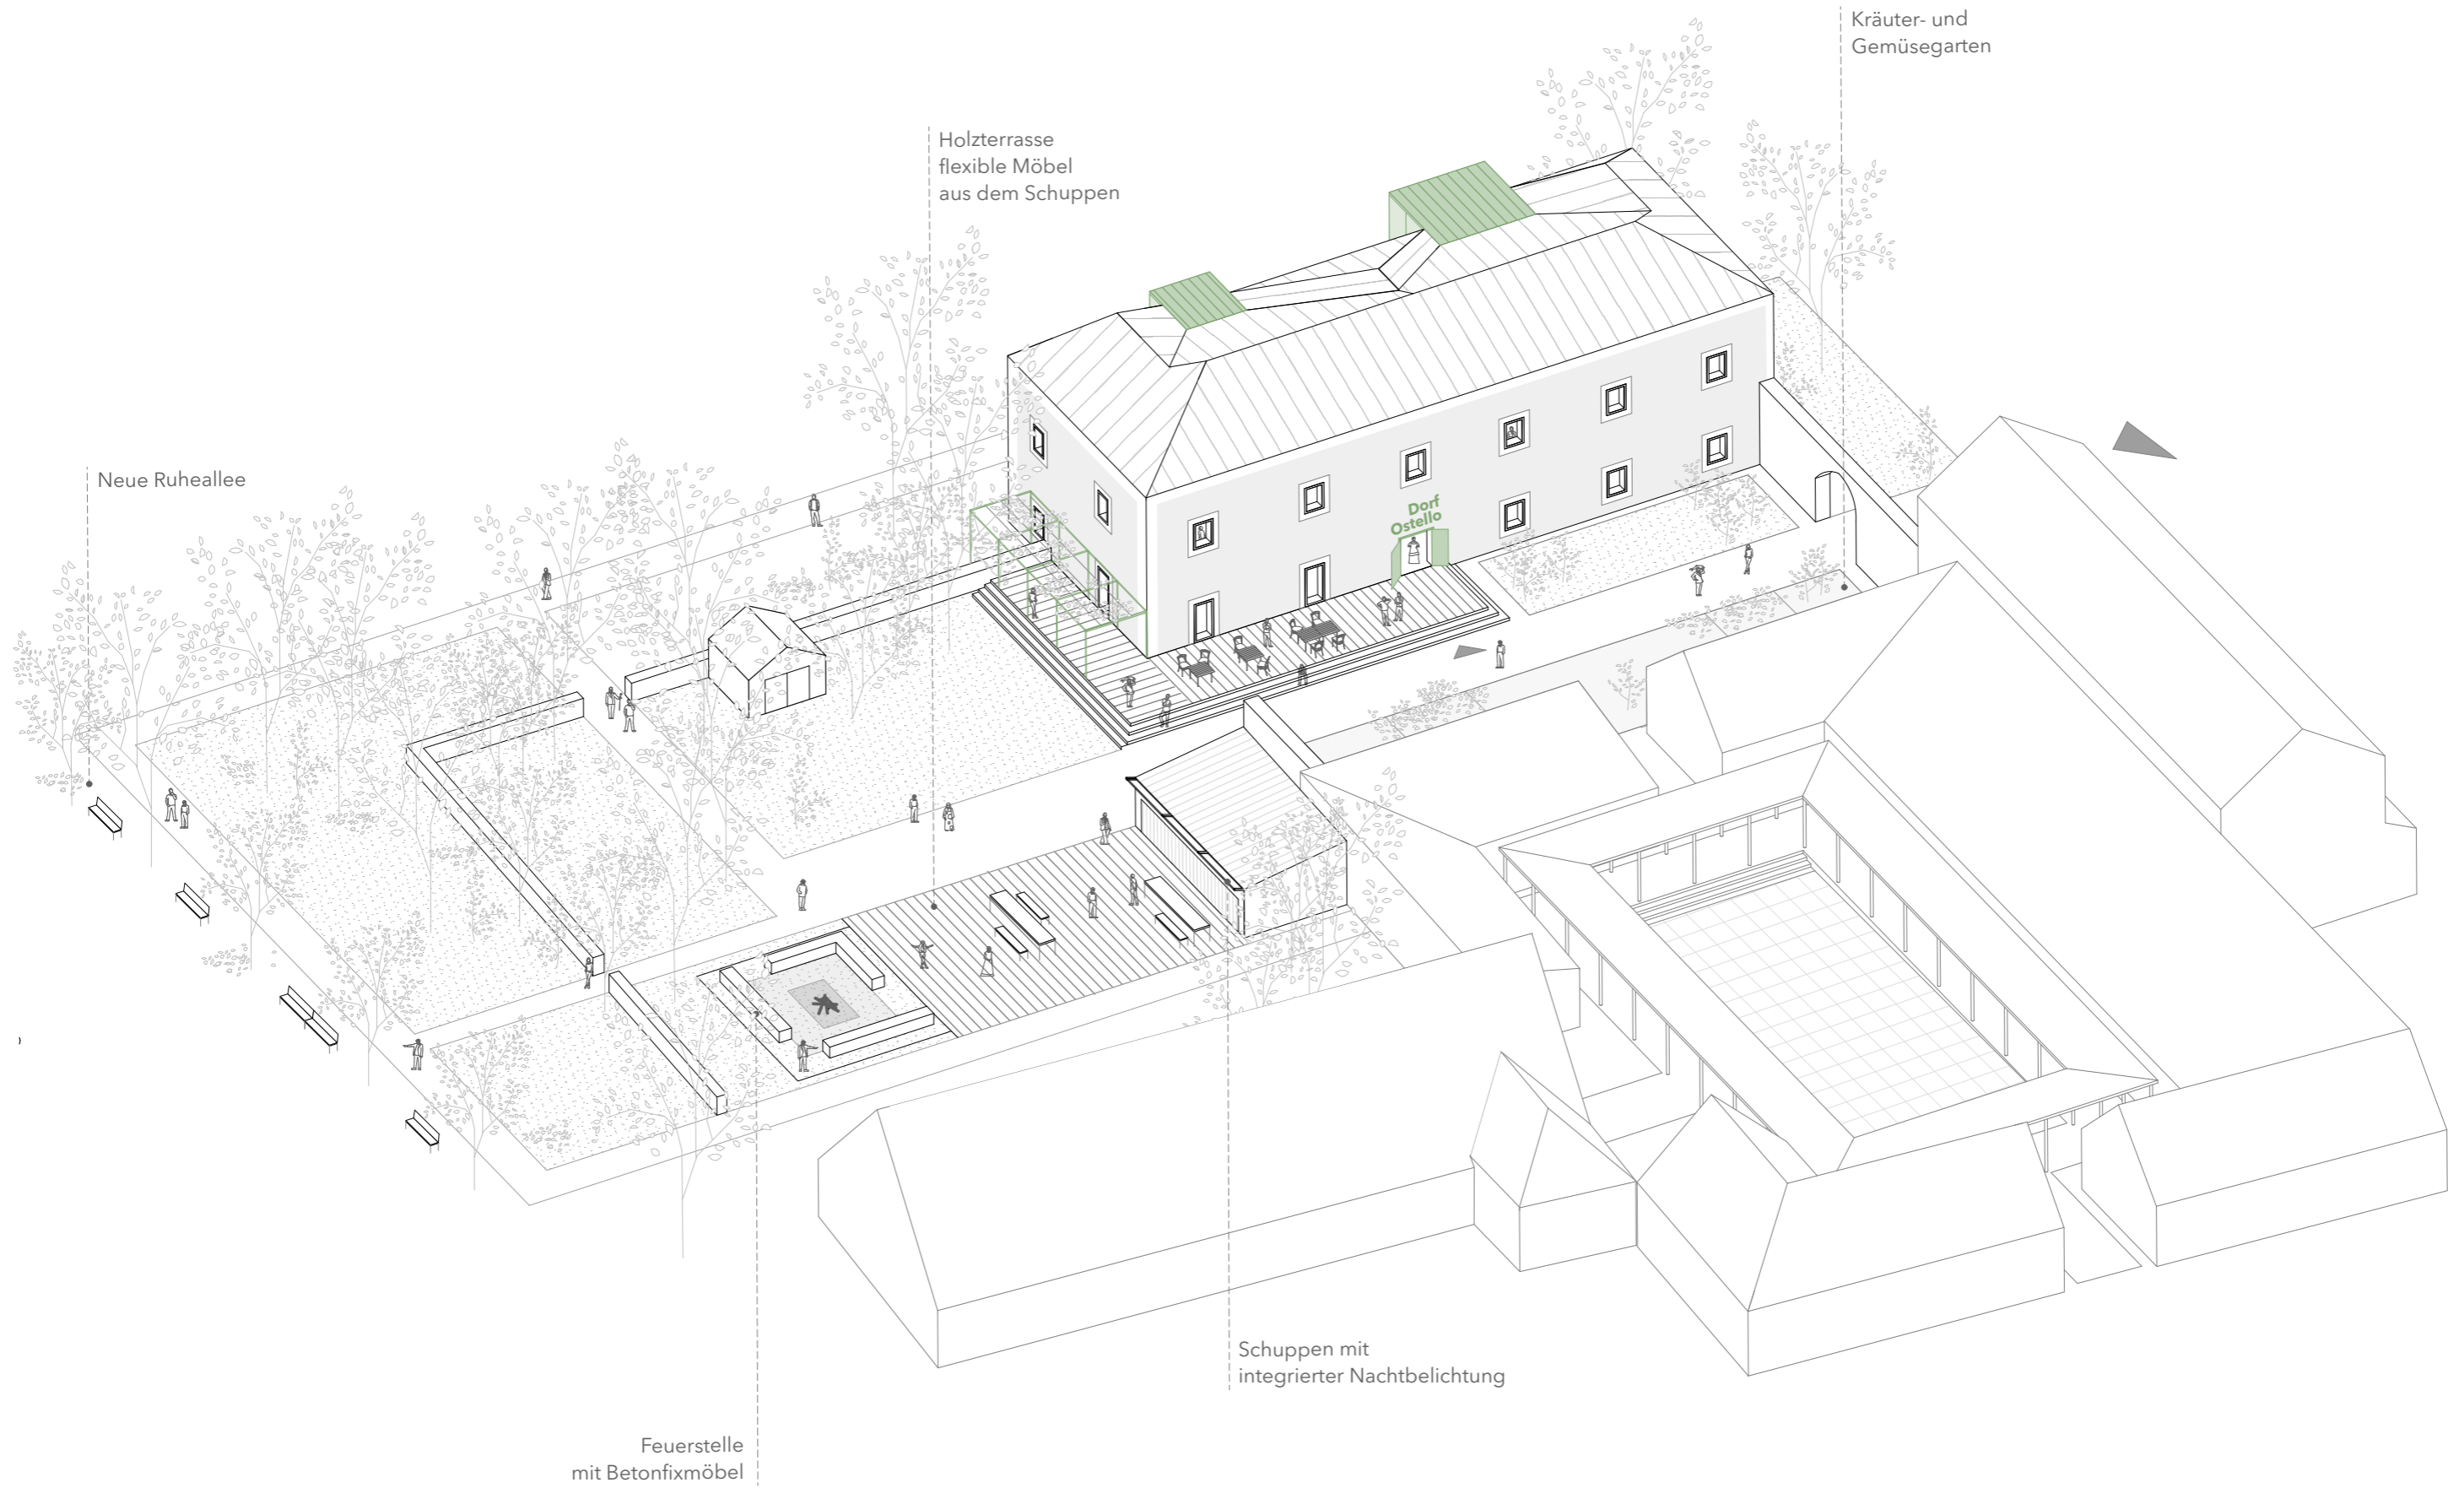 Kräuter- und
Gemüsegarten
Holzterrasse
flexible Möbel
aus dem Schuppen
Neue Ruheallee
Dorf
Ostello
Schuppen mit
integrierter Nachtbelichtung
Feuerstelle
mit Betonfixmöbel